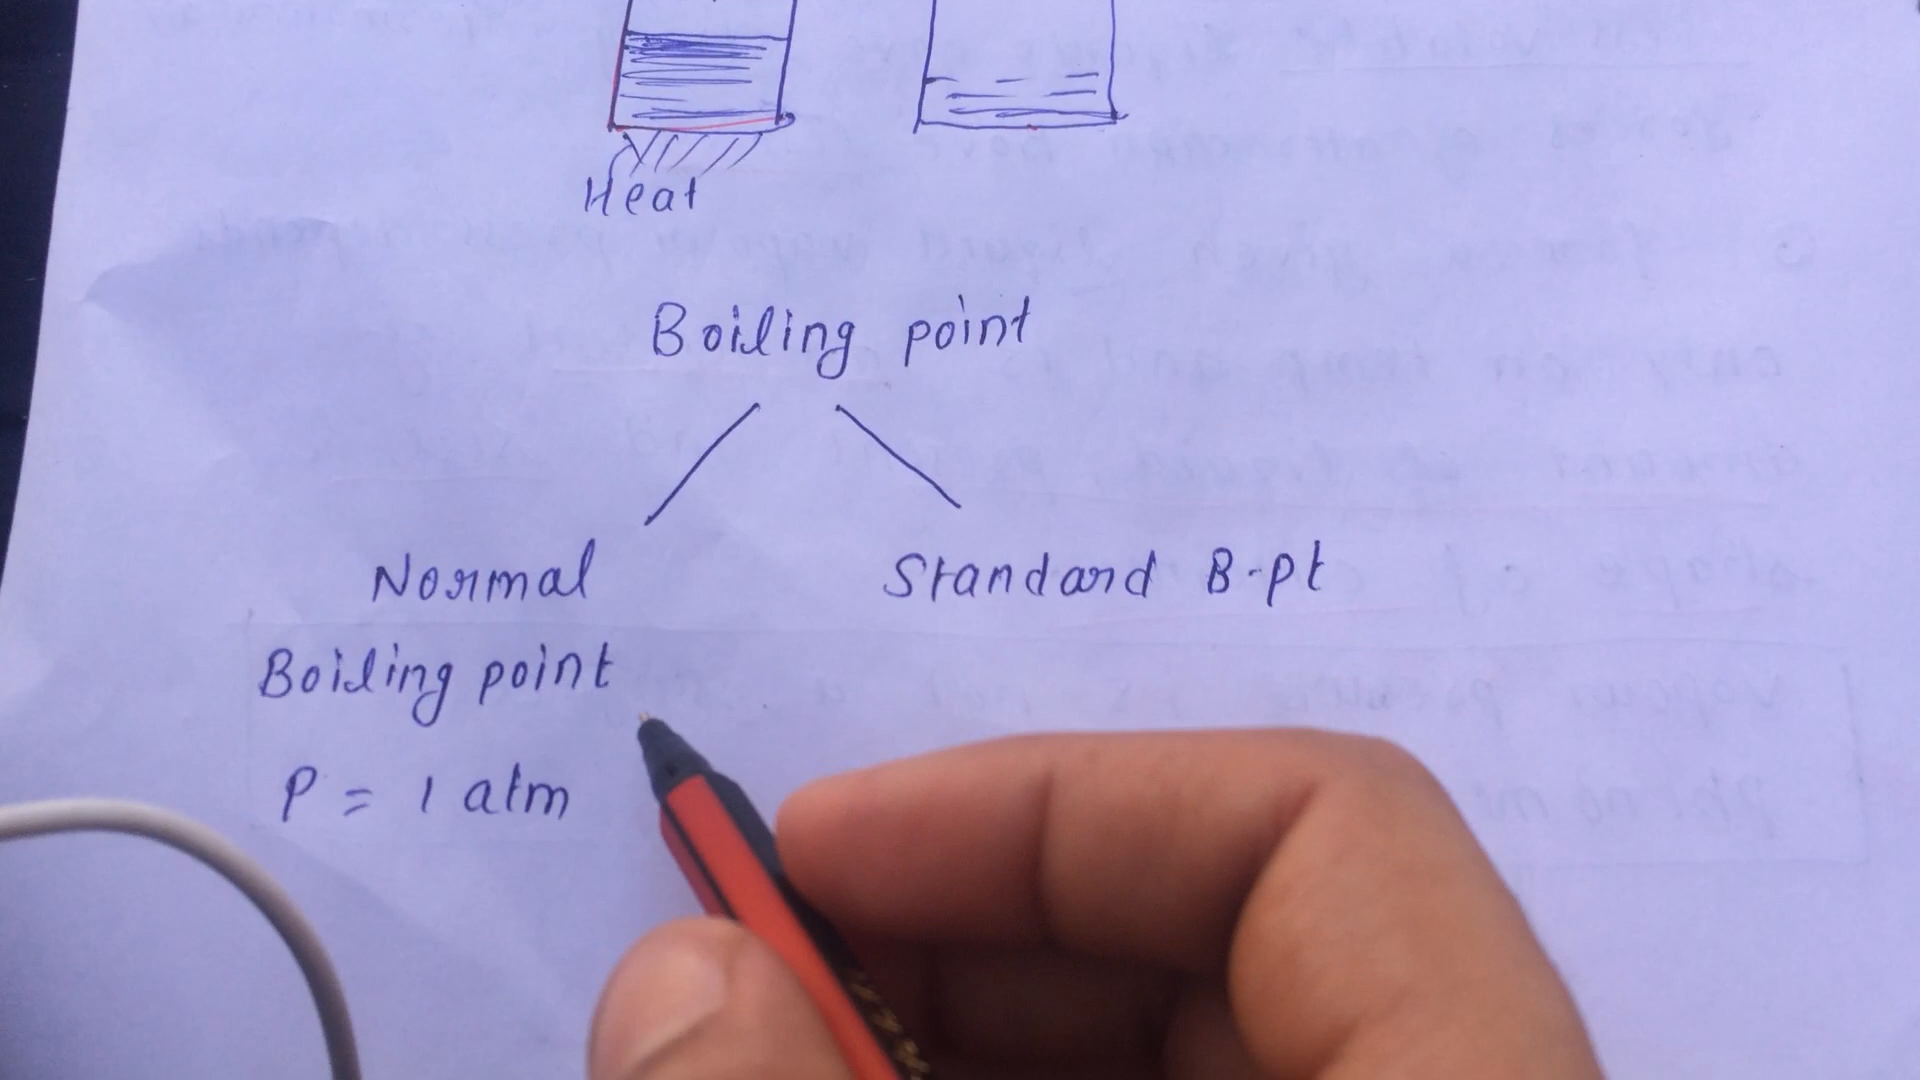 Heat
Boiling point
Normal
Standard B.pt
Boiling point
P = 1 atm